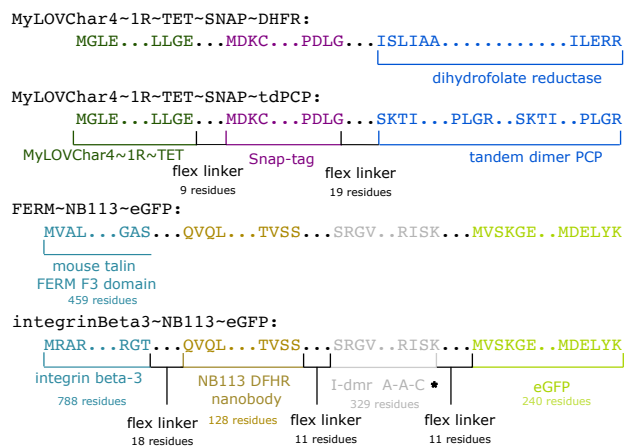 MyLOVChar4~1R~TET~SNAP~DHFR:
MGLE...LLGE...MDKC...PDLG...ISLIAA............ILERR
dihydrofolate reductase
MyLOVChar4~1R~TET~SNAP~tdPCP:
MGLE...LLGE...MDKC...PDLG...SKTI...PLGR..SKTI..PLGR
MyLOVChar4~1R~TET
flex linker
9 residues
Snap-tag
flex linker
19 residues
tandem dimer PCP
FERM~NB113~eGFP:
MVAL...GAS...QVQL...TVSS...SRGV..RISK...MVSKGE..MDELYK
mouse talin
FERM F3 domain
459 residues
integrinBeta3~NB113~eGFP:
MRAR...RGT...QVQL...TVSS...SRGV..RISK...MVSKGE..MDELYK
integrin beta-3
788 residues
flex linker
18 residues
NB113 DFHR
nanobody
128 residues
flex linker
11 residues
I-dmr A-A-C *
329 residues
flex linker
11 residues
eGFP
240 residues